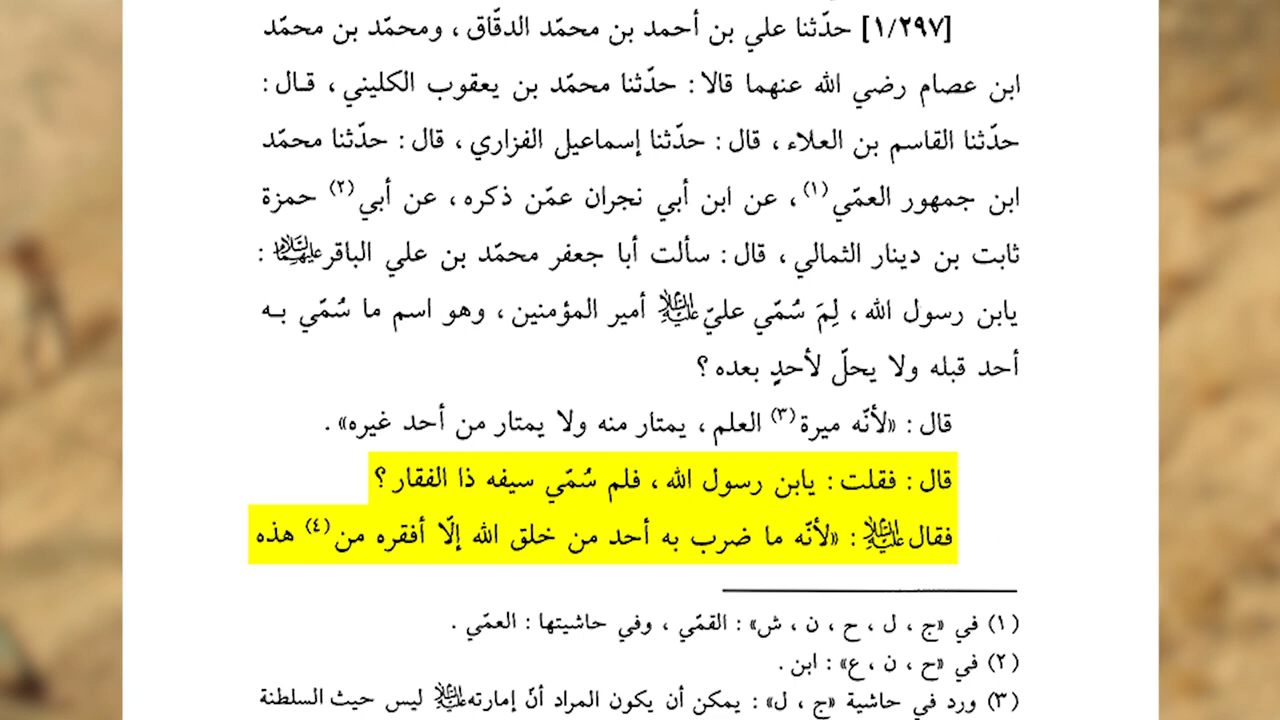 [١/٢٩٧] حدّثنا علي بن أحمد بن محمّد الدقّاق ، ومحمّد بن محمّد
ابن عصام رضي الله عنهما قالا : حدّثنا محمّد بن يعقوب الكليني ، قـال :
حدّثنا القاسم بن العلاء ، قال : حدّثنا إسماعيل الفزاري ، قال : حدّثنا محمّد
ابن جمهور العمّي(١) ، عن ابن أبي نجران عمّن ذكره ، عن أبي(٢) حمزة
ثابت بن دينار الثمالي ، قال : سألت أبا جعفر محمّد بن علي الباقر عليهما السلام :
يابن رسول الله ، لِمَ سُمّي عليّ عليه السلام أمير المؤمنين ، وهو اسم ما سُمّي بـه
أحد قبله ولا يحلّ لأحدٍ بعده ؟
قال : «لأنّه ميرة(٣) العلم ، يمتار منه ولا يمتار من أحد غيره» .
قال : فقلت : يابن رسول الله ، فلم سُمّي سيفه ذا الفقار ؟
فقال عليه السلام : «لأنّه ما ضرب به أحد من خلق الله إلّا أفقره من(٤) هذه
(١) في «ج ، ل ، ح ، ن ، ش» : القمّي ، وفي حاشيتها : العمّي .
(٢) في «ح ، ن ، ع» : ابن .
(٣) ورد في حاشية «ج ، ل» : يمكن أن يكون المراد أنّ إمارته عليه السلام ليس حيث السلطنة